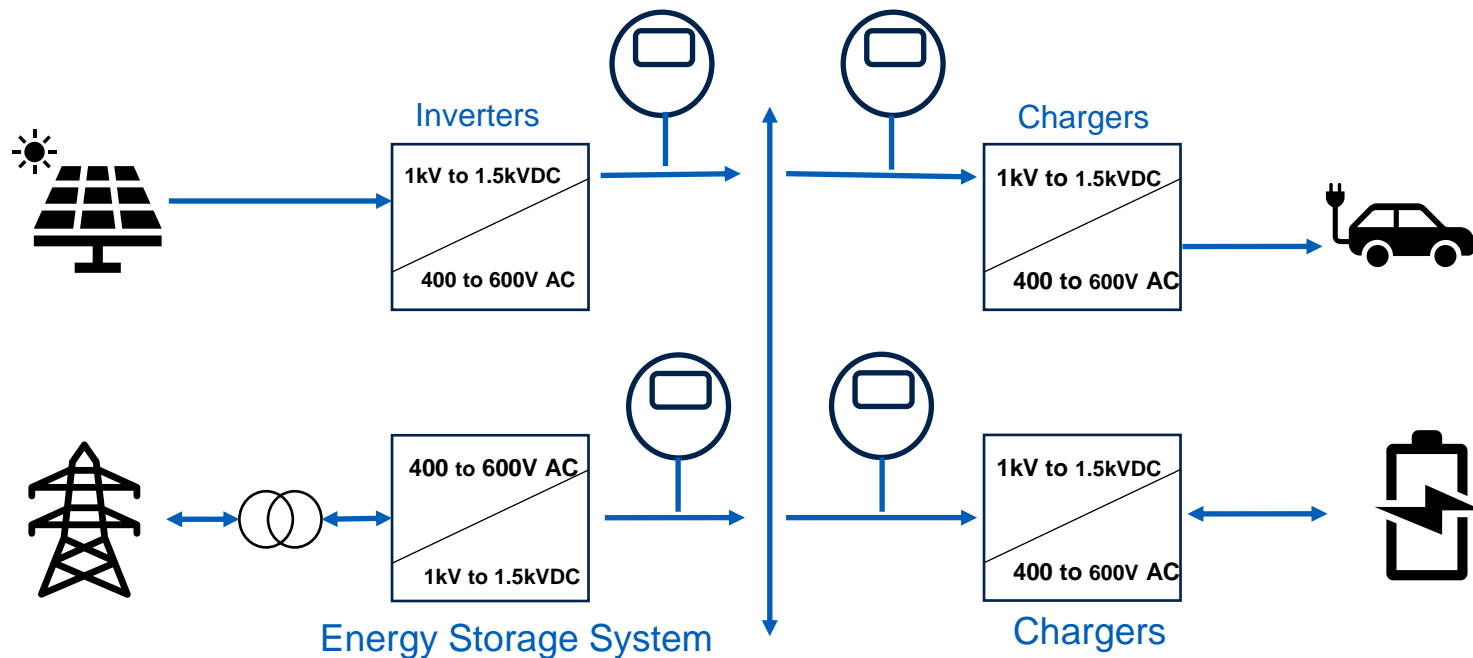 Inverters
Chargers
1kV to 1.5kVDC
400 to 600V AC
1kV to 1.5kVDC
400 to 600V AC
400 to 600V AC
1kV to 1.5kVDC
1kV to 1.5kVDC
400 to 600V AC
Energy Storage System
Chargers